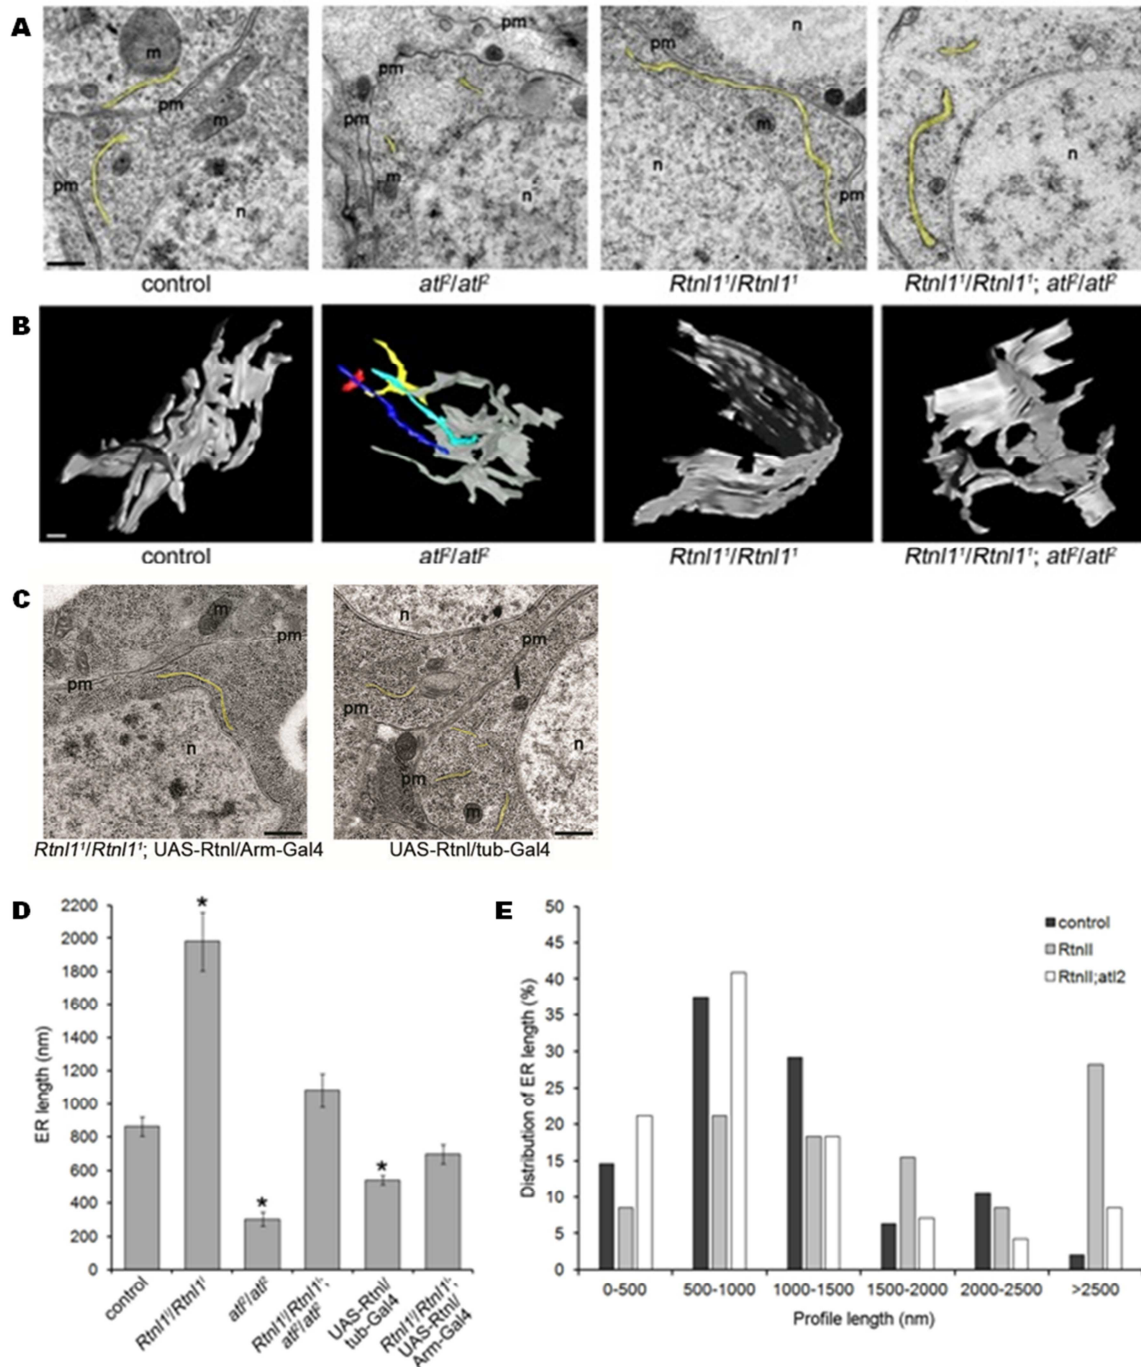 A
m
pm
m
pm
n
control
pm
pm
pm
m
n
atl²/atl²
n
pm
m
n
pm
Rtnl1¹/Rtnl1¹
n
Rtnl1¹/Rtnl1¹; atl²/atl²
B
control
atl²/atl²
Rtnl1¹/Rtnl1¹
Rtnl1¹/Rtnl1¹; atl²/atl²
C
m
pm
pm
n
Rtnl1¹/Rtnl1¹; UAS-Rtnl/Arm-Gal4
n
pm
pm
n
pm
m
UAS-Rtnl/tub-Gal4
D
ER length (nm)
2200
2000
1800
1600
1400
1200
1000
800
600
400
200
0
*
*
*
control
Rtnl1¹/Rtnl1¹
atl²/atl²
Rtnl1¹/Rtnl1¹;
atl²/atl²
UAS-Rtnl/
tub-Gal4
Rtnl1¹/Rtnl1¹;
UAS-Rtnl/
Arm-Gal4
E
Distribution of ER length (%)
50
45
40
35
30
25
20
15
10
5
0
control
RtnlI
RtnlI;atl2
0-500
500-1000
1000-1500
1500-2000
2000-2500
>2500
Profile length (nm)